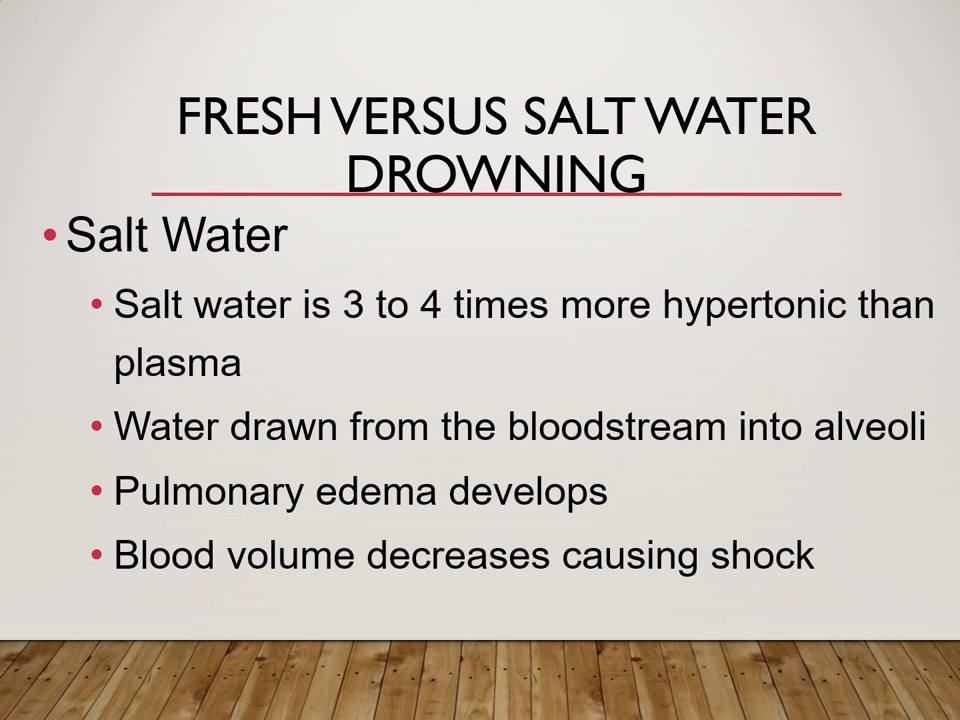 FRESH VERSUS SALT WATER
DROWNING
• Salt Water
• Salt water is 3 to 4 times more hypertonic than
plasma
• Water drawn from the bloodstream into alveoli
• Pulmonary edema develops
• Blood volume decreases causing shock